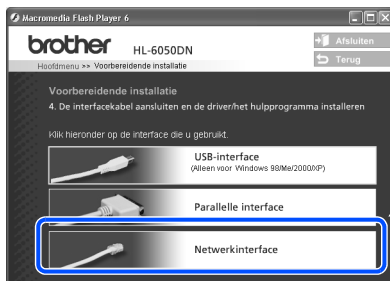 Macromedia Flash Player 6
brother HL-6050DN
Afsluiten
Terug
Hoofdmenu >> Voorbereidende installatie
Voorbereidende installatie
4. De interfacekabel aansluiten en de driver/het hulpprogramma installeren
Klik hieronder op de interface die u gebruikt.
USB-interface
(Alleen voor Windows 98/Me/2000/XP)
Parallelle interface
Netwerkinterface